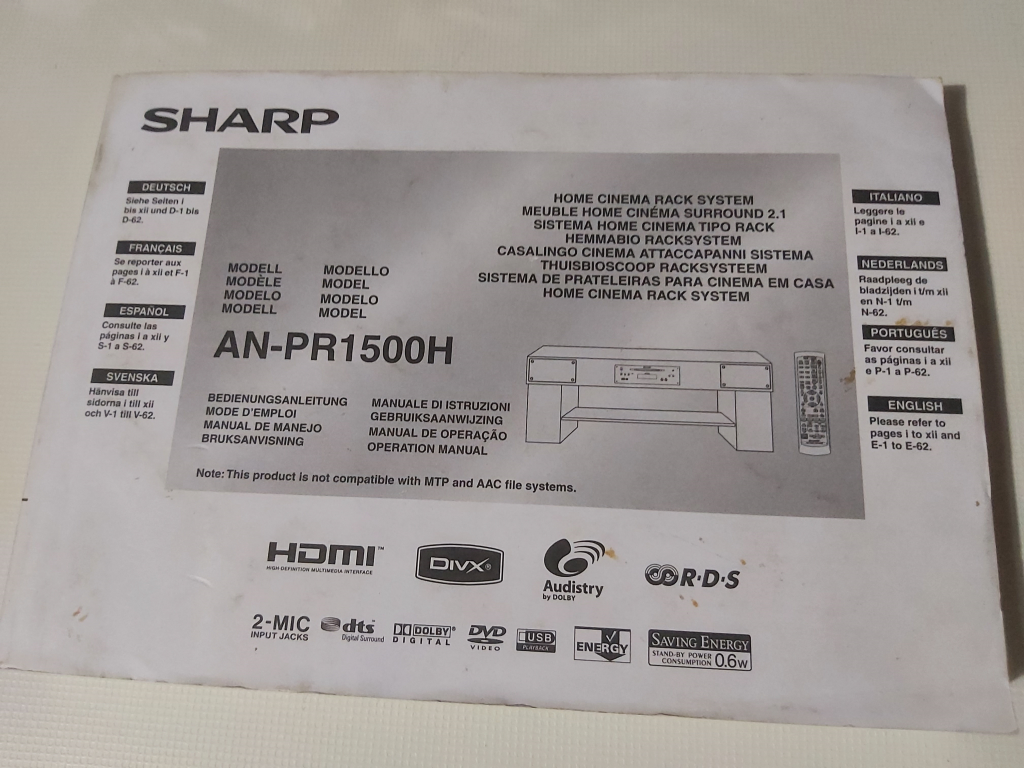 SHARP
DEUTSCH
Siehe Seiten i
bis xii und D-1 bis
D-62.
FRANÇAIS
Se reporter aux
pages i à xii et F-1
à F-62.
ESPAÑOL
Consulte las
páginas i a xii y
S-1 a S-62.
SVENSKA
Hänvisa till
sidorna i till xii
och V-1 till V-62.
HOME CINEMA RACK SYSTEM
MEUBLE HOME CINÉMA SURROUND 2.1
SISTEMA HOME CINEMA TIPO RACK
HEMMABIO RACKSYSTEM
CASALINGO CINEMA ATTACCAPANNI SISTEMA
THUISBIOSCOOP RACKSYSTEEM
SISTEMA DE PRATELEIRAS PARA CINEMA EM CASA
HOME CINEMA RACK SYSTEM
MODELL MODELLO
MODÈLE MODEL
MODELO MODELO
MODELL MODEL
AN-PR1500H
BEDIENUNGSANLEITUNG MANUALE DI ISTRUZIONI
MODE D'EMPLOI GEBRUIKSAANWIJZING
MANUAL DE MANEJO MANUAL DE OPERAÇÃO
BRUKSANVISNING OPERATION MANUAL
Note: This product is not compatible with MTP and AAC file systems.
ITALIANO
Leggere le
pagine i a xii e
I-1 a I-62.
NEDERLANDS
Raadpleeg de
bladzijden i t/m xii
en N-1 t/m
N-62.
PORTUGUÊS
Favor consultar
as páginas i a xii
e P-1 a P-62.
ENGLISH
Please refer to
pages i to xii and
E-1 to E-62.
HDMI™
HIGH DEFINITION MULTIMEDIA INTERFACE
DIVX®
Audistry
by DOLBY
R·D·S
2-MIC
INPUT JACKS
dts
Digital Surround
DOLBY®
DIGITAL
DVD
VIDEO
USB
PLAYBACK
ENERGY
SAVING ENERGY
STAND-BY POWER
CONSUMPTION 0.6W